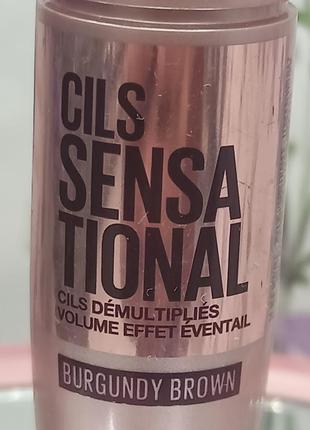 CILS
SENSA
TIONAL
CILS DÉMULTIPLIÉS
VOLUME EFFET ÉVENTAIL
BURGUNDY BROWN